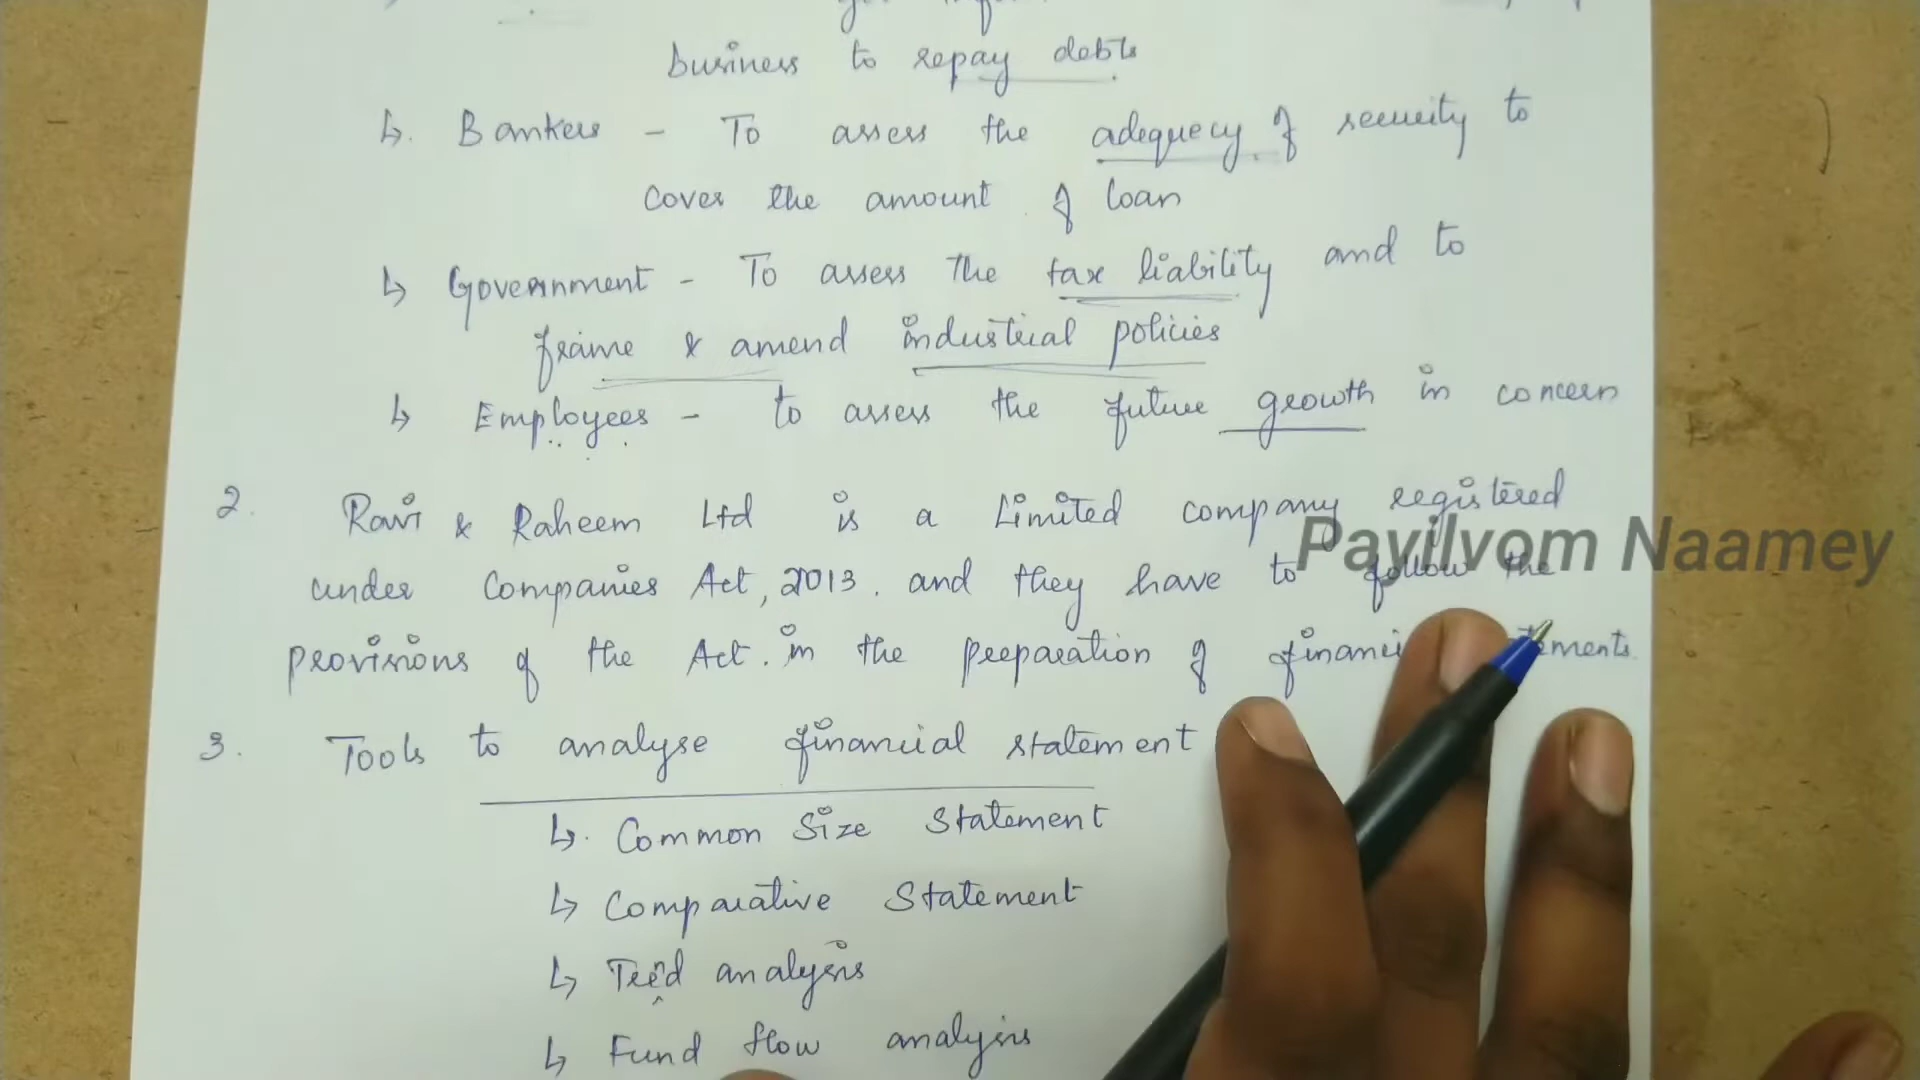 business to repay debts
↳. Bankers - To assess the adequecy of security to
cover the amount of loan
↳ Government - To assess the tax liability and to
frame & amend industrial policies
↳ Employees - to assess the future growth in concern
2. Ravi & Raheem Ltd is a Limited company registered
under Companies Act, 2013. and they have to follow the
Payilvom Naamey
provisions of the Act. in the preparation of
3. Tools to analyse financial statement
↳. Common Size Statement
↳ Comparative Statement
↳ Trend analysis
↳ Fund flow analysis